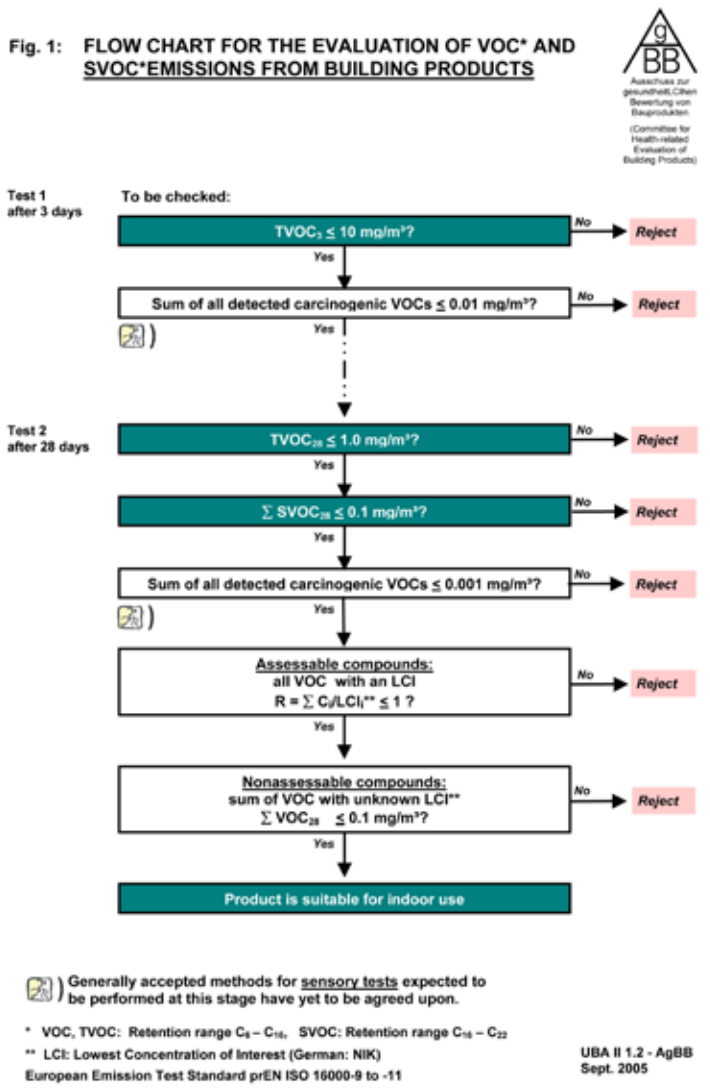 Fig. 1: FLOW CHART FOR THE EVALUATION OF VOC* AND
SVOC*EMISSIONS FROM BUILDING PRODUCTS
g
BB
Ausschuss zur
gesundheitLCIhen
Bewertung von
Bauprodukten
(Committee for
Health-related
Evaluation of
Building Products)
Test 1
after 3 days
To be checked:
TVOC₃ ≤ 10 mg/m³?
No
Reject
Yes
Sum of all detected carcinogenic VOCs ≤ 0.01 mg/m³?
No
Reject
)
Yes
Test 2
after 28 days
TVOC₂₈ ≤ 1.0 mg/m³?
No
Reject
Yes
∑ SVOC₂₈ ≤ 0.1 mg/m³?
No
Reject
Yes
Sum of all detected carcinogenic VOCs ≤ 0.001 mg/m³?
No
Reject
)
Yes
Assessable compounds:
all VOC with an LCI
R = ∑ Cᵢ/LCIᵢ** ≤ 1 ?
No
Reject
Yes
Nonassessable compounds:
sum of VOC with unknown LCI**
∑ VOC₂₈ ≤ 0.1 mg/m³?
No
Reject
Yes
Product is suitable for indoor use
) Generally accepted methods for sensory tests expected to
be performed at this stage have yet to be agreed upon.
* VOC, TVOC: Retention range C₆ – C₁₆, SVOC: Retention range C₁₆ – C₂₂
** LCI: Lowest Concentration of Interest (German: NIK)
European Emission Test Standard prEN ISO 16000-9 to -11
UBA II 1.2 - AgBB
Sept. 2005